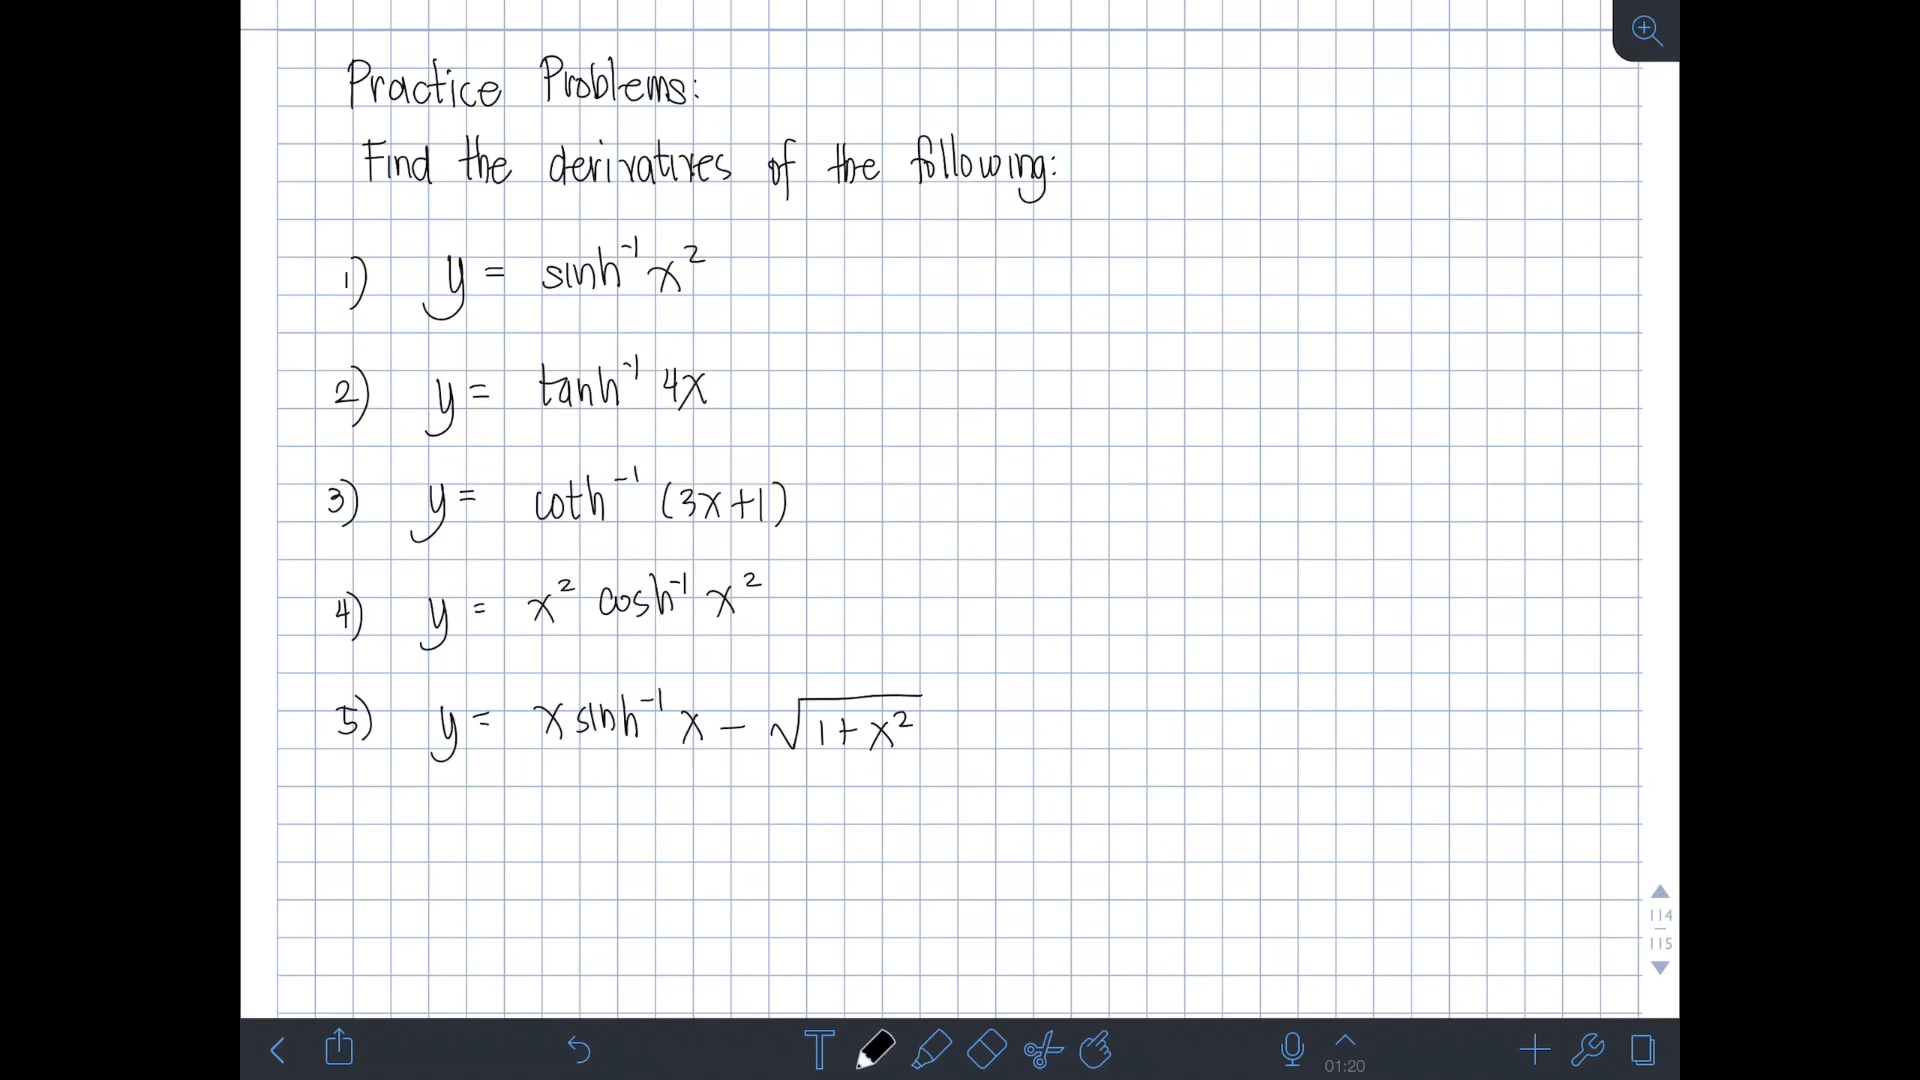 Practice Problems:
Find the derivatives of the following:
1) y = sinh⁻¹ x²
2) y = tanh⁻¹ 4x
3) y = coth⁻¹ (3x+1)
4) y = x² cosh⁻¹ x²
5) y = x sinh⁻¹ x − √(1 + x²)
114
115
T
01:20